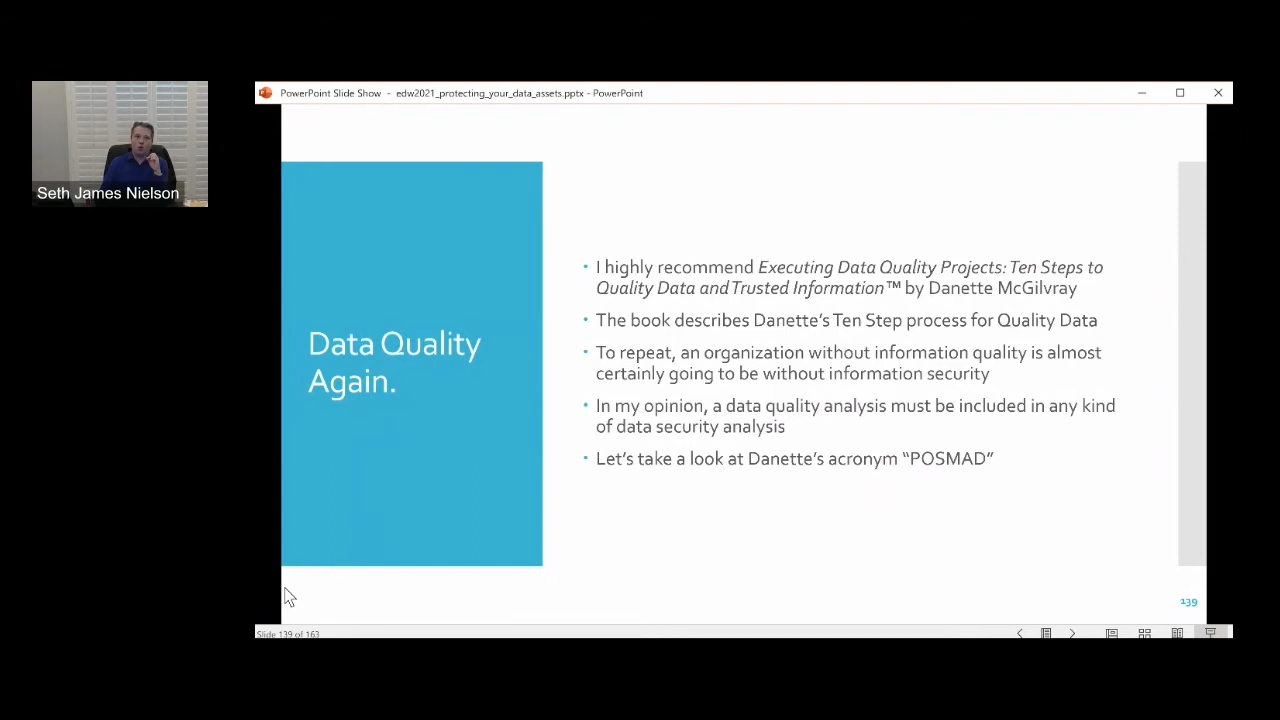 PowerPoint Slide Show - edw2021_protecting_your_data_assets.pptx - PowerPoint
Seth James Nielson
Data Quality
Again.
• I highly recommend Executing Data Quality Projects: Ten Steps to
Quality Data and Trusted Information™ by Danette McGilvray
• The book describes Danette’s Ten Step process for Quality Data
• To repeat, an organization without information quality is almost
certainly going to be without information security
• In my opinion, a data quality analysis must be included in any kind
of data security analysis
• Let’s take a look at Danette’s acronym “POSMAD”
139
Slide 139 of 163